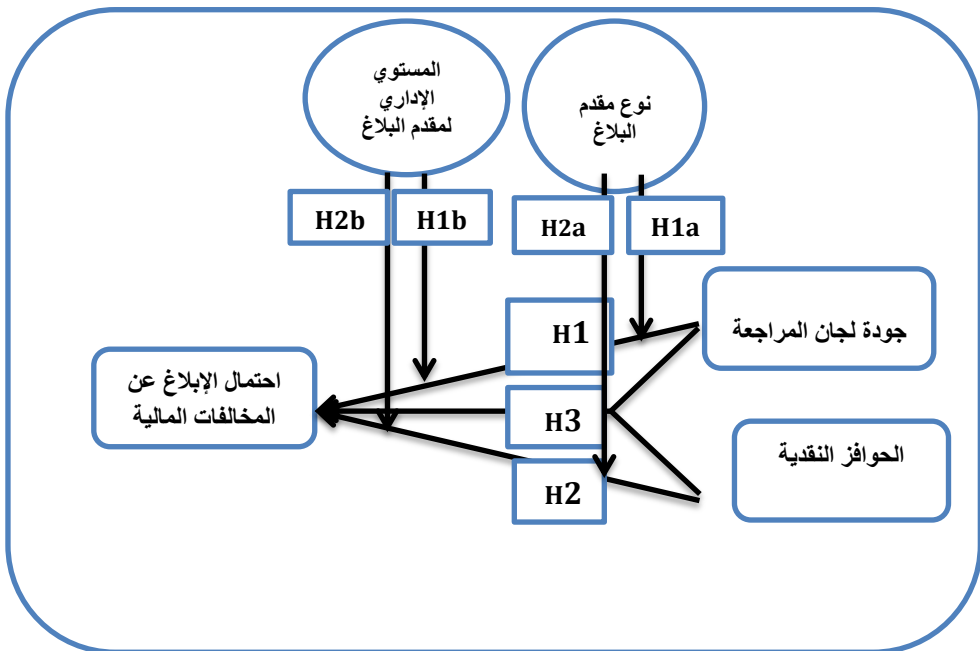 نوع مقدم
البلاغ
المستوي
الإداري
لمقدم البلاغ
H1a
H2a
H1b
H2b
جودة لجان المراجعة
H1
احتمال الإبلاغ عن
المخالفات المالية
H3
الحوافز النقدية
H2